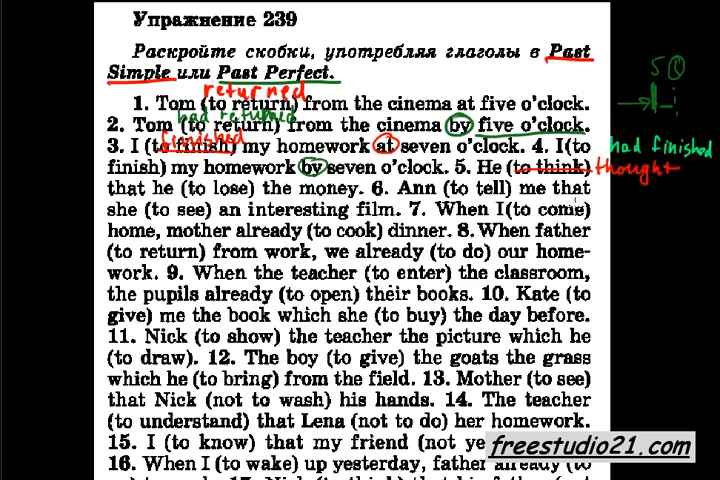 Упражнение 239
Раскройте скобки, употребляя глаголы в Past
Simple или Past Perfect.
returned
1. Tom (to return) from the cinema at five o'clock.
had returned
2. Tom (to return) from the cinema by five o'clock.
finished
3. I (to finish) my homework at seven o'clock. 4. I(to
had finished
finish) my homework by seven o'clock. 5. He (to think)
thought
that he (to lose) the money. 6. Ann (to tell) me that
she (to see) an interesting film. 7. When I(to come)
home, mother already (to cook) dinner. 8. When father
(to return) from work, we already (to do) our home-
work. 9. When the teacher (to enter) the classroom,
the pupils already (to open) their books. 10. Kate (to
give) me the book which she (to buy) the day before.
11. Nick (to show) the teacher the picture which he
(to draw). 12. The boy (to give) the goats the grass
which he (to bring) from the field. 13. Mother (to see)
that Nick (not to wash) his hands. 14. The teacher
(to understand) that Lena (not to do) her homework.
15. I (to know) that my friend (not ye
freestudio21.com
16. When I (to wake) up yesterday, father already (to
5